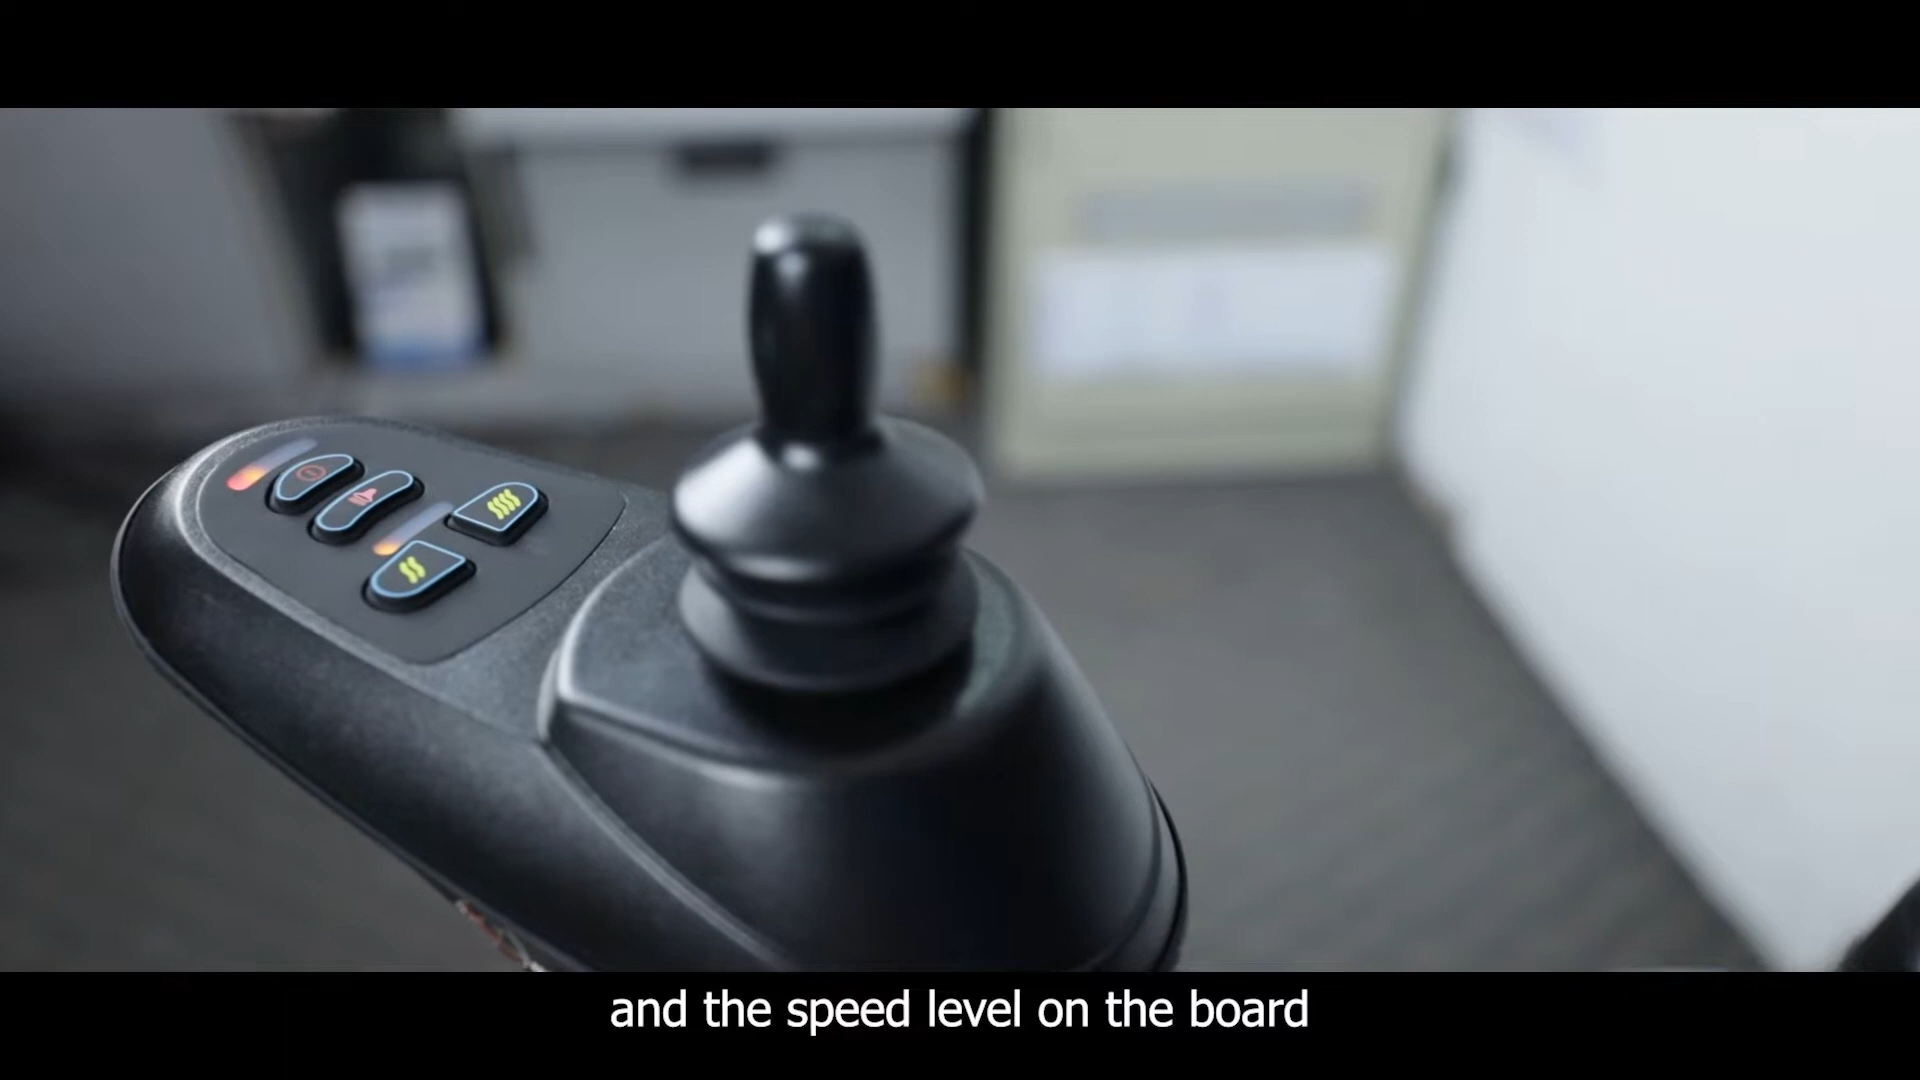 and the speed level on the board